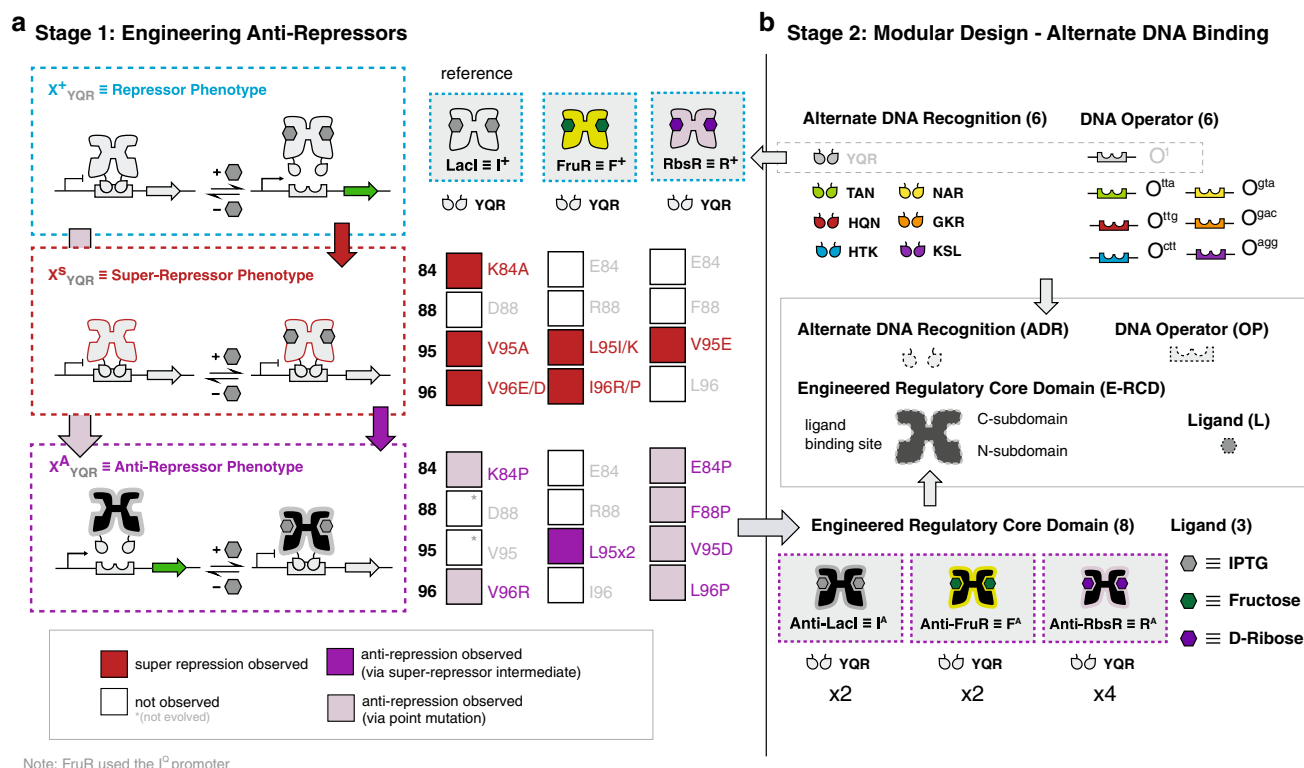 a Stage 1: Engineering Anti-Repressors
X⁺YQR ≡ Repressor Phenotype
+
−
reference
LacI ≡ I⁺
FruR ≡ F⁺
RbsR ≡ R⁺
YQR
YQR
YQR
XˢYQR ≡ Super-Repressor Phenotype
+
−
84 K84A E84 E84
88 D88 R88 F88
95 V95A L95I/K V95E
96 V96E/D I96R/P L96
XᴬYQR ≡ Anti-Repressor Phenotype
+
−
84 K84P E84 E84P
88 * D88 R88 F88P
95 * V95 L95x2 V95D
96 V96R I96 L96P
super repression observed
not observed
*(not evolved)
anti-repression observed
(via super-repressor intermediate)
anti-repression observed
(via point mutation)
Note: FruR used the I^Q promoter
b Stage 2: Modular Design - Alternate DNA Binding
Alternate DNA Recognition (6)
DNA Operator (6)
YQR
O¹
TAN NAR
HQN GKR
HTK KSL
O^tta O^gta
O^ttg O^gac
O^ctt O^agg
Alternate DNA Recognition (ADR)
DNA Operator (OP)
Engineered Regulatory Core Domain (E-RCD)
ligand
binding site
C-subdomain
N-subdomain
Ligand (L)
Engineered Regulatory Core Domain (8)
Ligand (3)
Anti-LacI ≡ Iᴬ
Anti-FruR ≡ Fᴬ
Anti-RbsR ≡ Rᴬ
YQR
YQR
YQR
x2
x2
x4
≡ IPTG
≡ Fructose
≡ D-Ribose